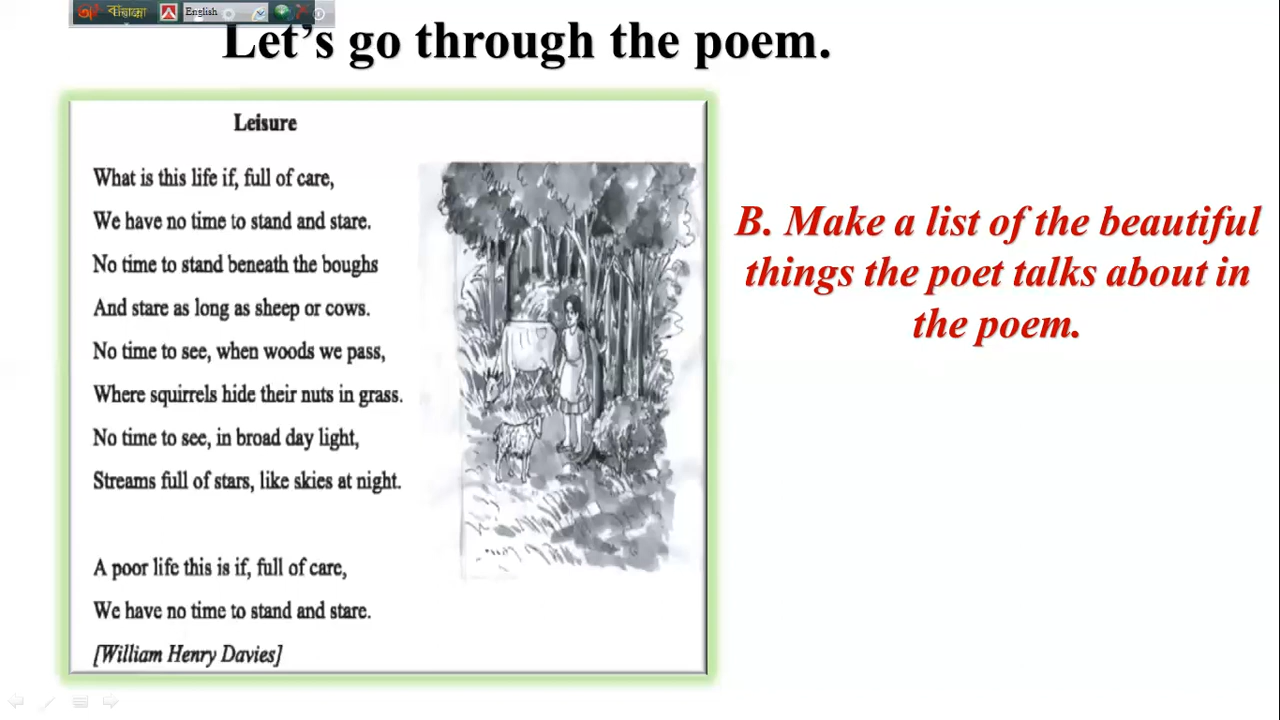 বাংলা
English
Let's go through the poem.
Leisure
What is this life if, full of care,
We have no time to stand and stare.
No time to stand beneath the boughs
And stare as long as sheep or cows.
No time to see, when woods we pass,
Where squirrels hide their nuts in grass.
No time to see, in broad day light,
Streams full of stars, like skies at night.
A poor life this is if, full of care,
We have no time to stand and stare.
[William Henry Davies]
B. Make a list of the beautiful
things the poet talks about in
the poem.